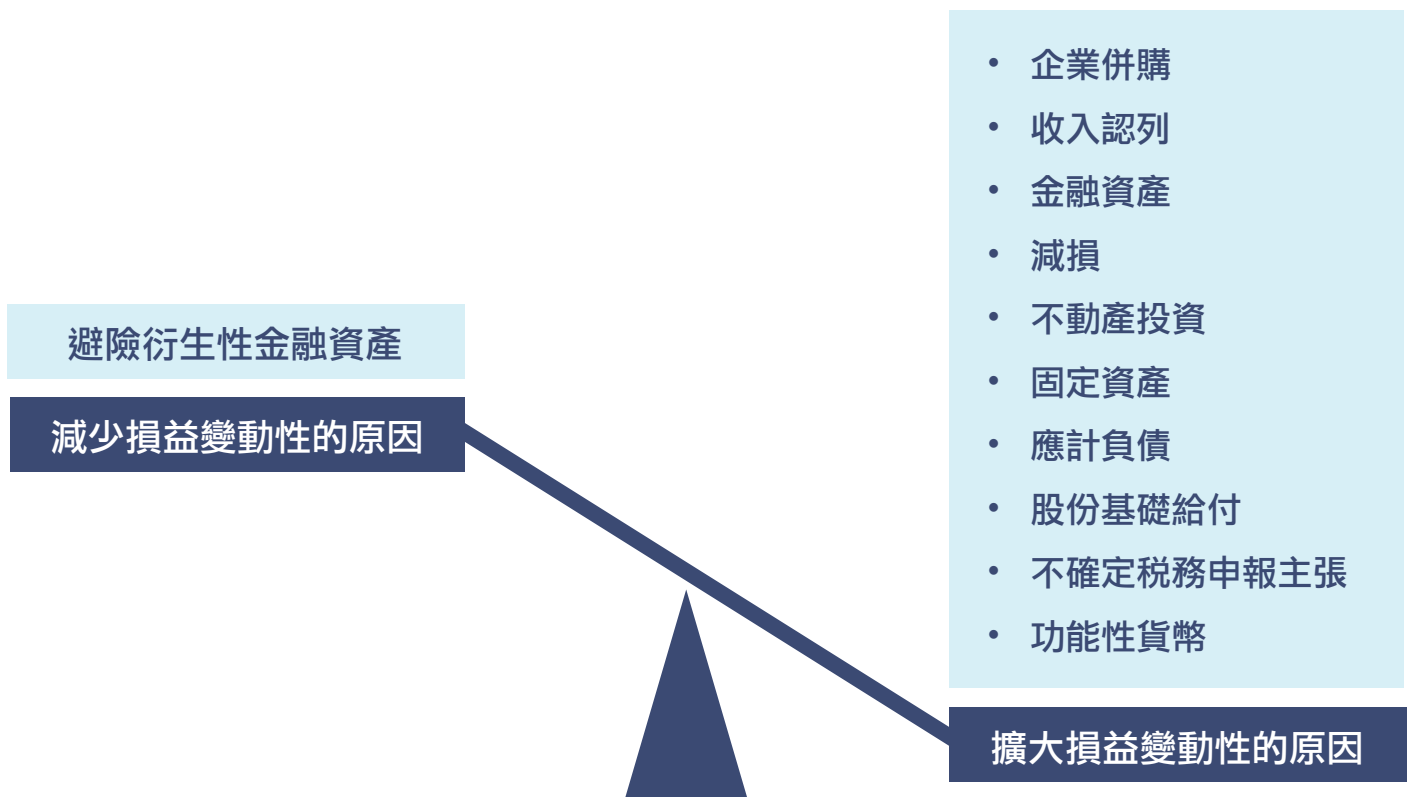 避險衍生性金融資產
減少損益變動性的原因
• 企業併購
• 收入認列
• 金融資產
• 減損
• 不動產投資
• 固定資產
• 應計負債
• 股份基礎給付
• 不確定税務申報主張
• 功能性貨幣
擴大損益變動性的原因